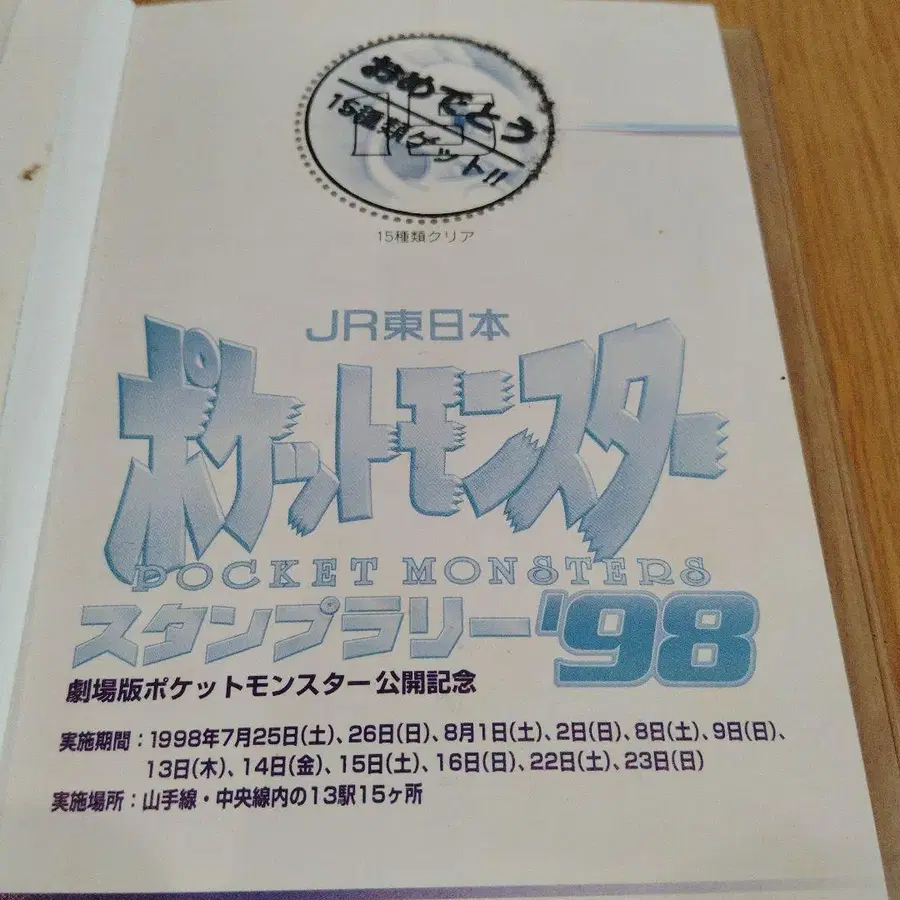 おめでとう
15種類ゲット!!
15種類クリア
JR東日本
ポケットモンスター
POCKET MONSTERS
スタンプラリー'98
劇場版ポケットモンスター公開記念
実施期間:1998年7月25日(土)、26日(日)、8月1日(土)、2日(日)、8日(土)、9日(日)、
13日(木)、14日(金)、15日(土)、16日(日)、22日(土)、23日(日)
実施場所:山手線・中央線内の13駅15ヶ所